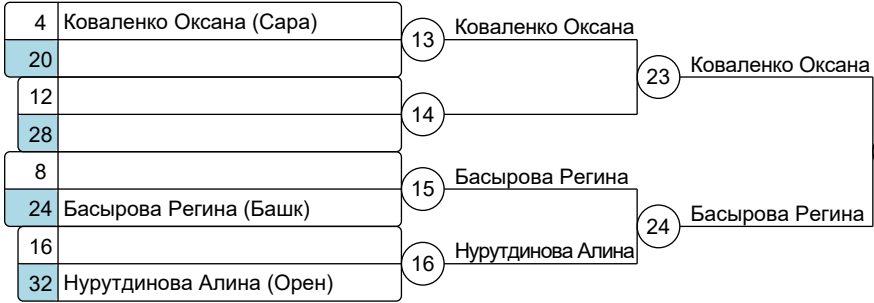 4 Коваленко Оксана (Сара)
20
12
28
8
24 Басырова Регина (Башк)
16
32 Нурутдинова Алина (Орен)
13
14
15
16
Коваленко Оксана
Басырова Регина
Нурутдинова Алина
23
24
Коваленко Оксана
Басырова Регина